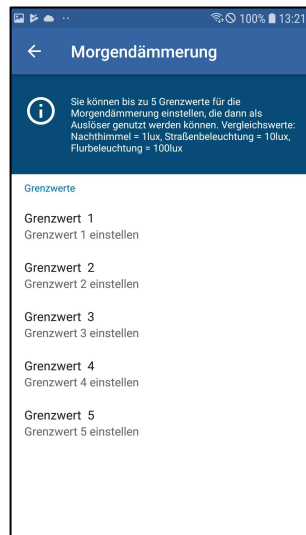 100% 13:21
Morgendämmerung
Sie können bis zu 5 Grenzwerte für die
Morgendämmerung einstellen, die dann als
Auslöser genutzt werden können. Vergleichswerte:
Nachthimmel = 1lux, Straßenbeleuchtung = 10lux,
Flurbeleuchtung = 100lux
Grenzwerte
Grenzwert 1
Grenzwert 1 einstellen
Grenzwert 2
Grenzwert 2 einstellen
Grenzwert 3
Grenzwert 3 einstellen
Grenzwert 4
Grenzwert 4 einstellen
Grenzwert 5
Grenzwert 5 einstellen